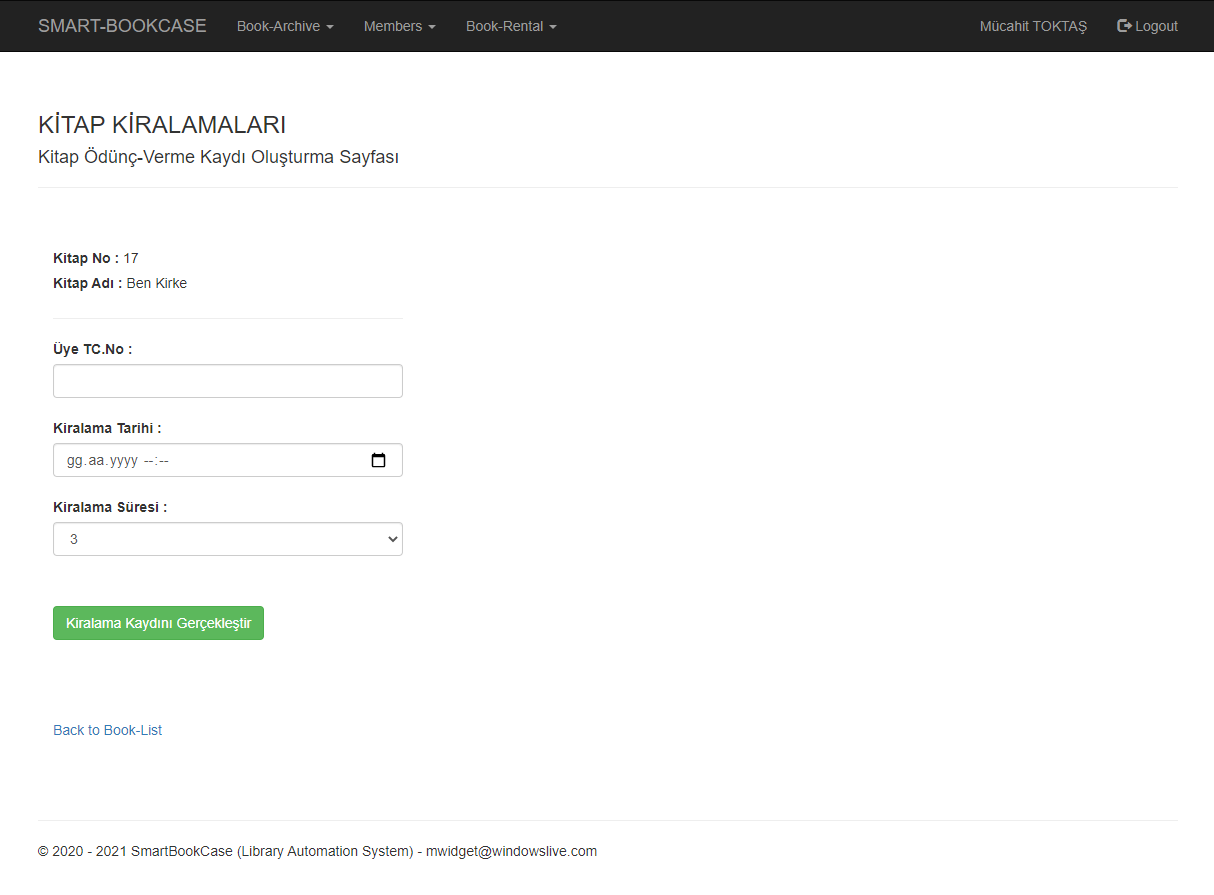 SMART-BOOKCASE Book-Archive Members Book-Rental Mücahit TOKTAŞ Logout
KİTAP KİRALAMALARI
Kitap Ödünç-Verme Kaydı Oluşturma Sayfası
Kitap No : 17
Kitap Adı : Ben Kirke
Üye TC.No :
Kiralama Tarihi :
gg.aa.yyyy --:--
Kiralama Süresi :
3
Kiralama Kaydını Gerçekleştir
Back to Book-List
© 2020 - 2021 SmartBookCase (Library Automation System) - mwidget@windowslive.com